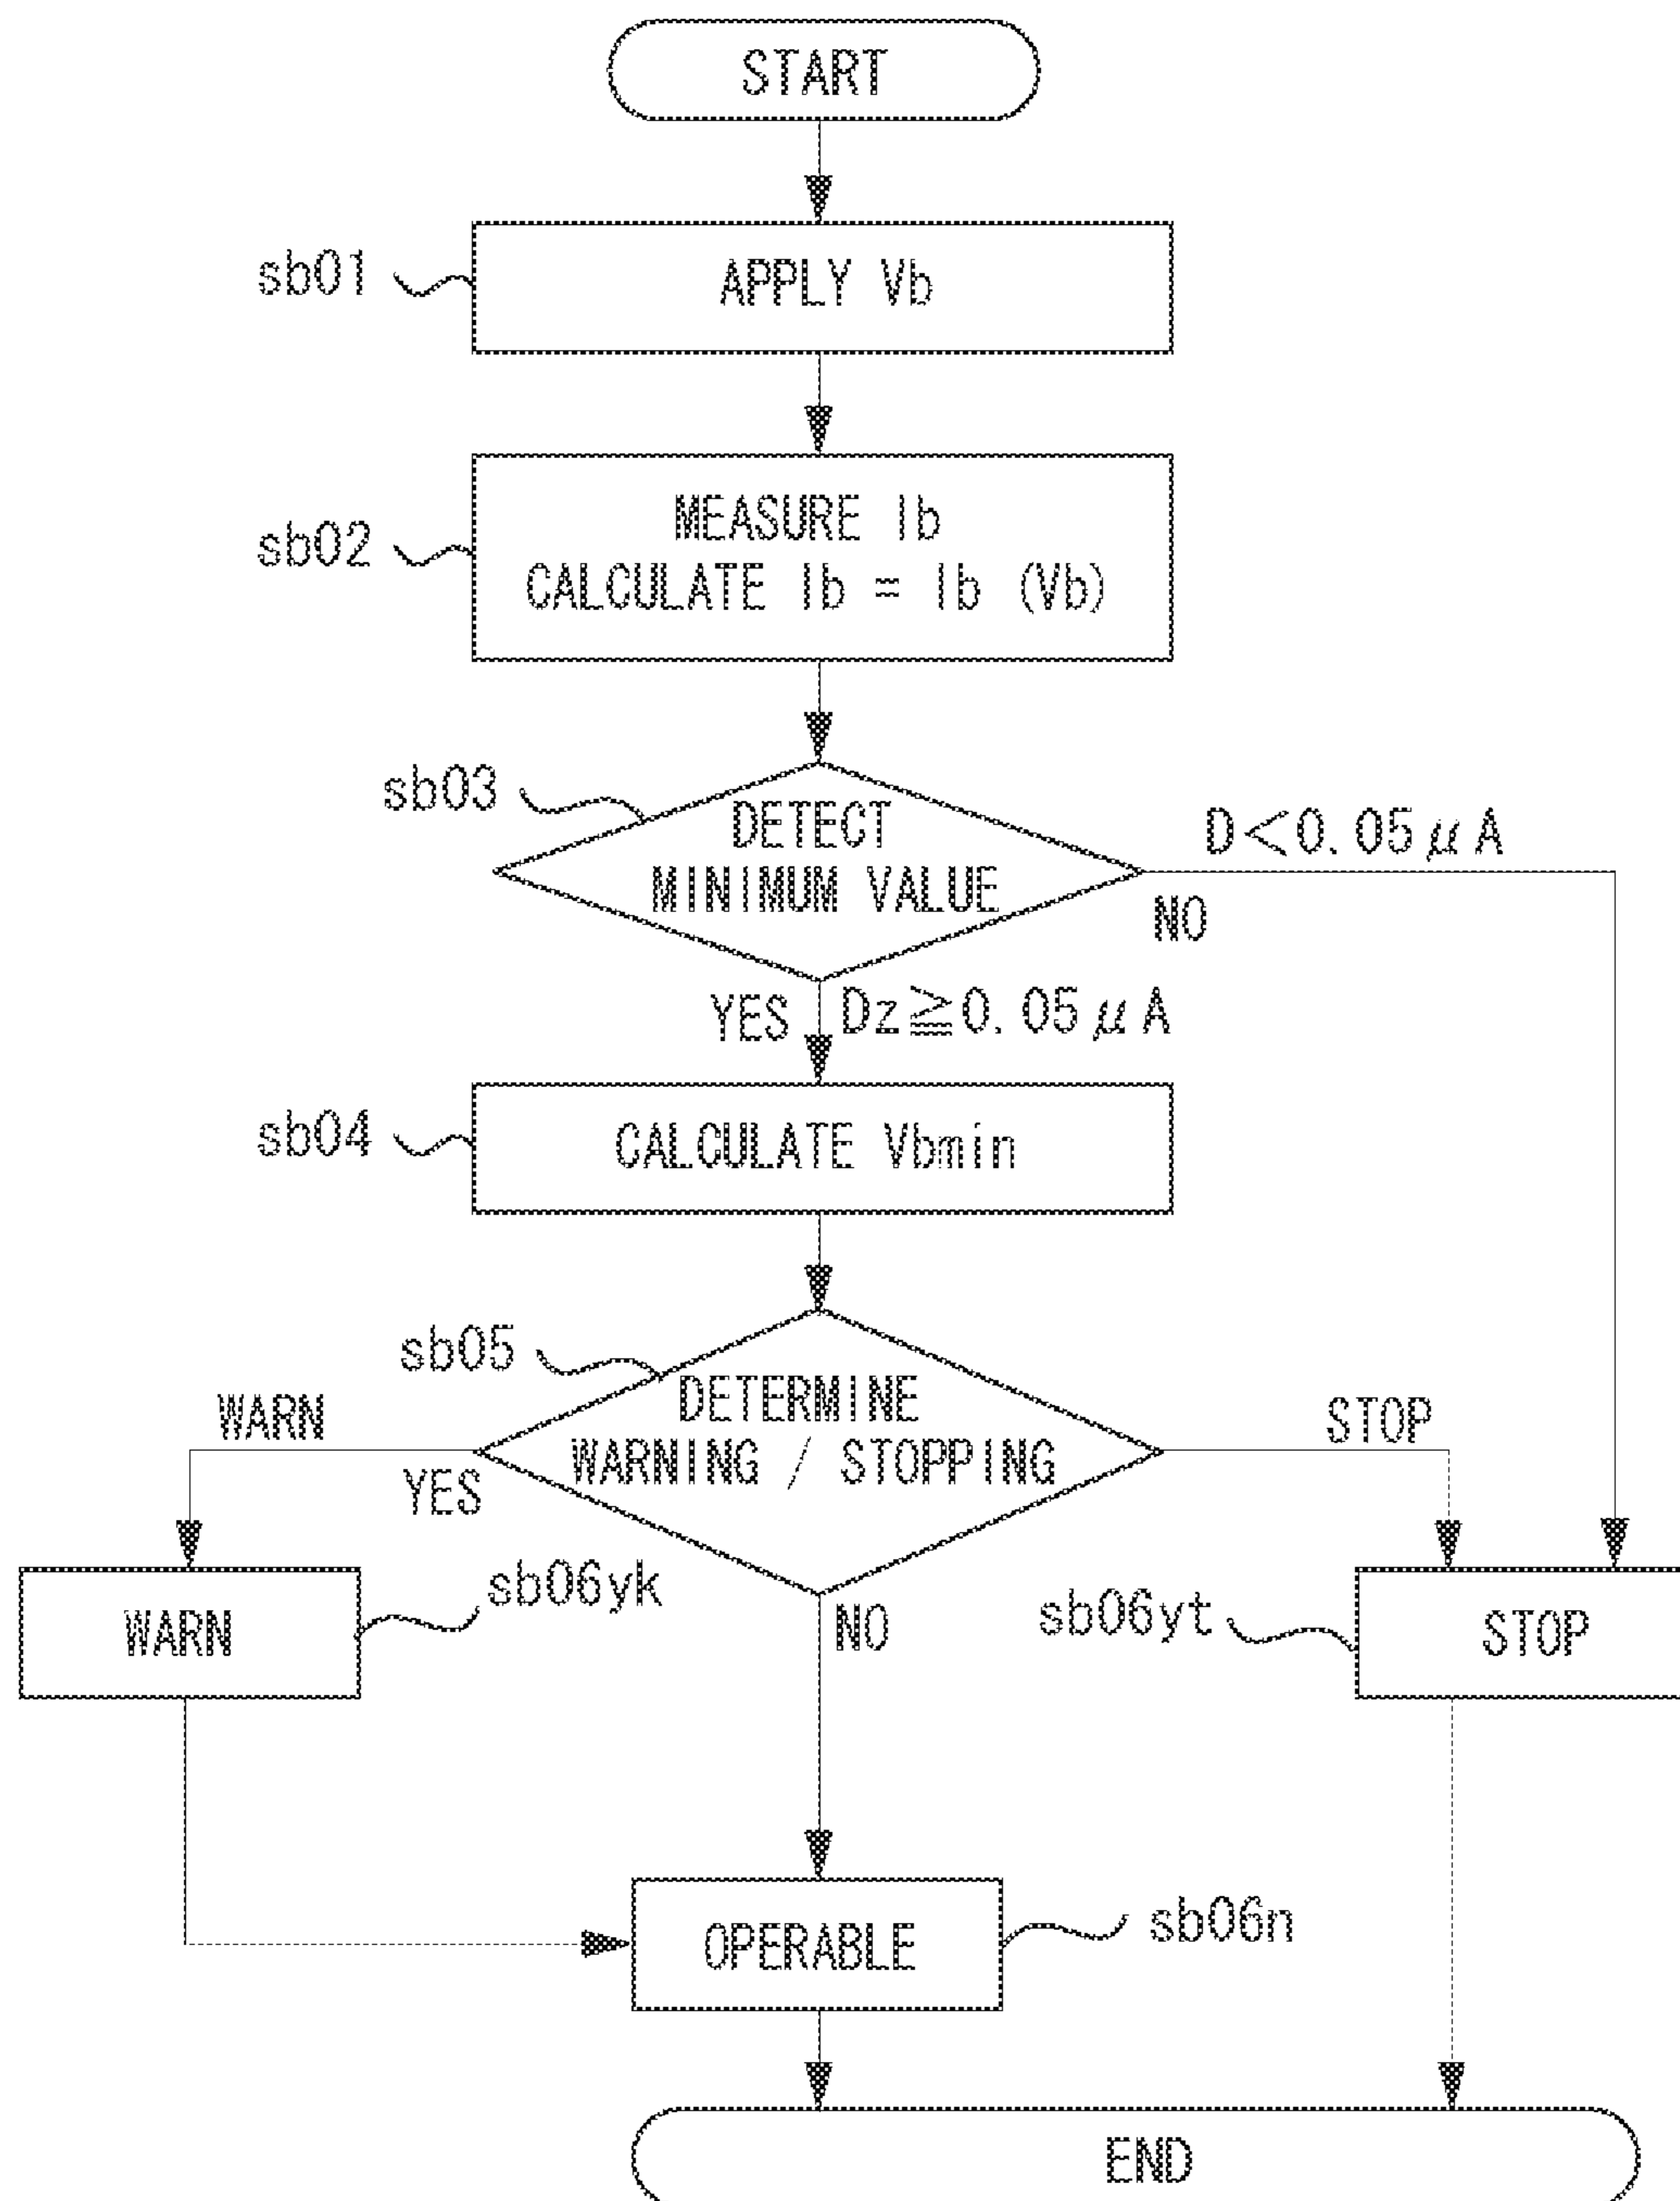 START
sb01
APPLY Vb
sb02
MEASURE Ib
CALCULATE Ib = Ib (Vb)
sb03
DETECT
MINIMUM VALUE
D<0.05μA
NO
YES
Dz≧0.05μA
sb04
CALCULATE Vbmin
sb05
DETERMINE
WARNING / STOPPING
WARN
YES
STOP
NO
WARN
sb06yk
sb06yt
STOP
OPERABLE
sb06n
END